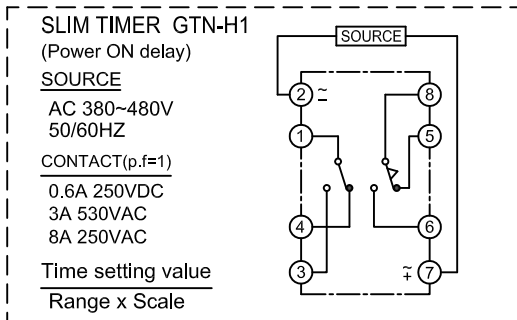 SLIM TIMER GTN-H1
(Power ON delay)
SOURCE
AC 380~480V
50/60HZ
CONTACT(p.f=1)
0.6A 250VDC
3A 530VAC
8A 250VAC
Time setting value
Range x Scale
SOURCE
2 ~ −
8
1
5
4
6
3
~ + 7